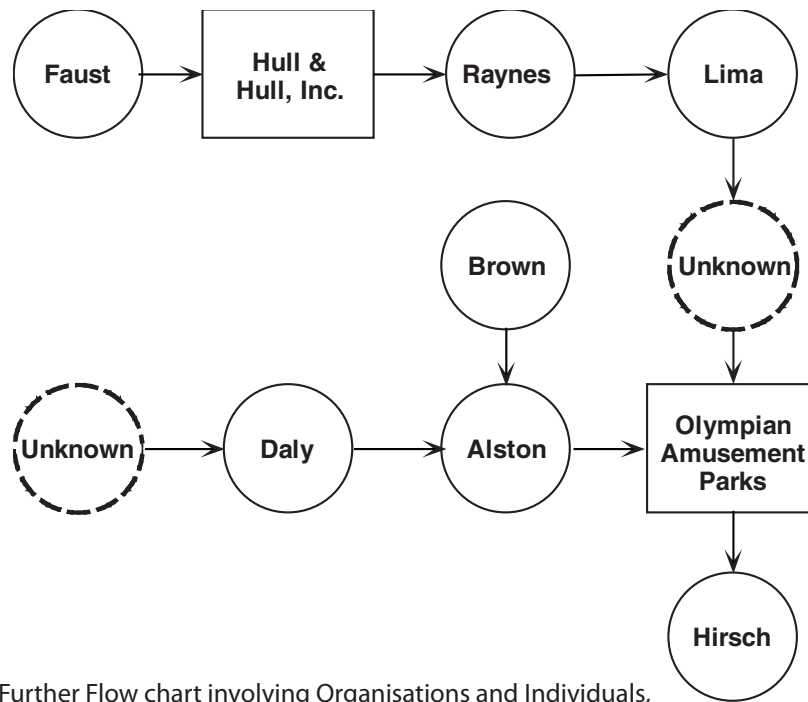 Faust
Hull &
Hull, Inc.
Raynes
Lima
Brown
Unknown
Unknown
Daly
Alston
Olympian
Amusement
Parks
Hirsch
Further Flow chart involving Organisations and Individuals,